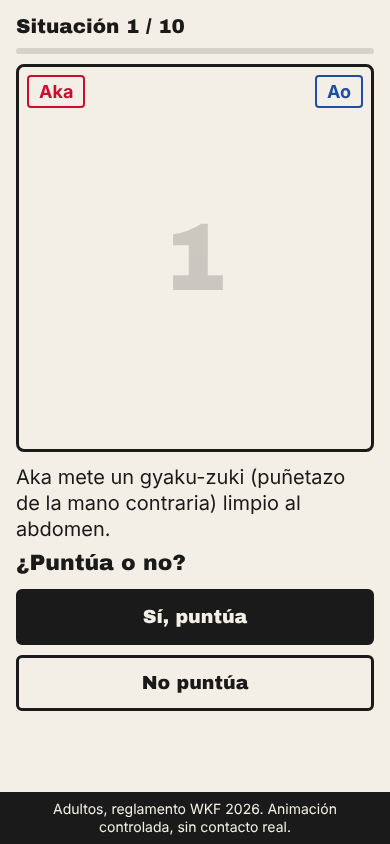 Situación 1 / 10
Aka
Ao
1
Aka mete un gyaku-zuki (puñetazo
de la mano contraria) limpio al
abdomen.
¿Puntúa o no?
Sí, puntúa
No puntúa
Adultos, reglamento WKF 2026. Animación
controlada, sin contacto real.